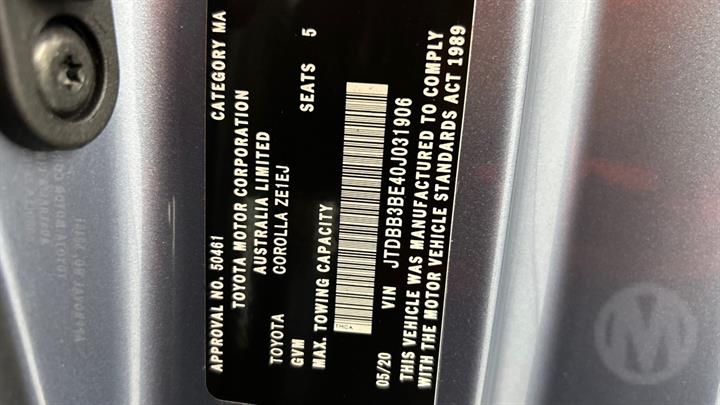 APPROVAL NO. 50461 CATEGORY MA
TOYOTA MOTOR CORPORATION
AUSTRALIA LIMITED
TOYOTA COROLLA ZE1EJ
GVM SEATS 5
MAX. TOWING CAPACITY
THCA
05/20 VIN JTDBB3BE40J031906
THIS VEHICLE WAS MANUFACTURED TO COMPLY
WITH THE MOTOR VEHICLE STANDARDS ACT 1989
M